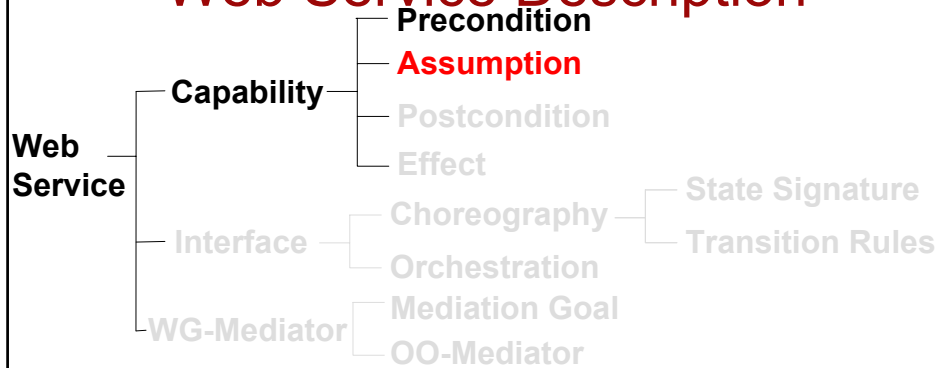 Web Service Description
Precondition
Assumption
Capability
Postcondition
Web
Service
Effect
State Signature
Choreography
Interface
Transition Rules
Orchestration
Mediation Goal
WG-Mediator
OO-Mediator